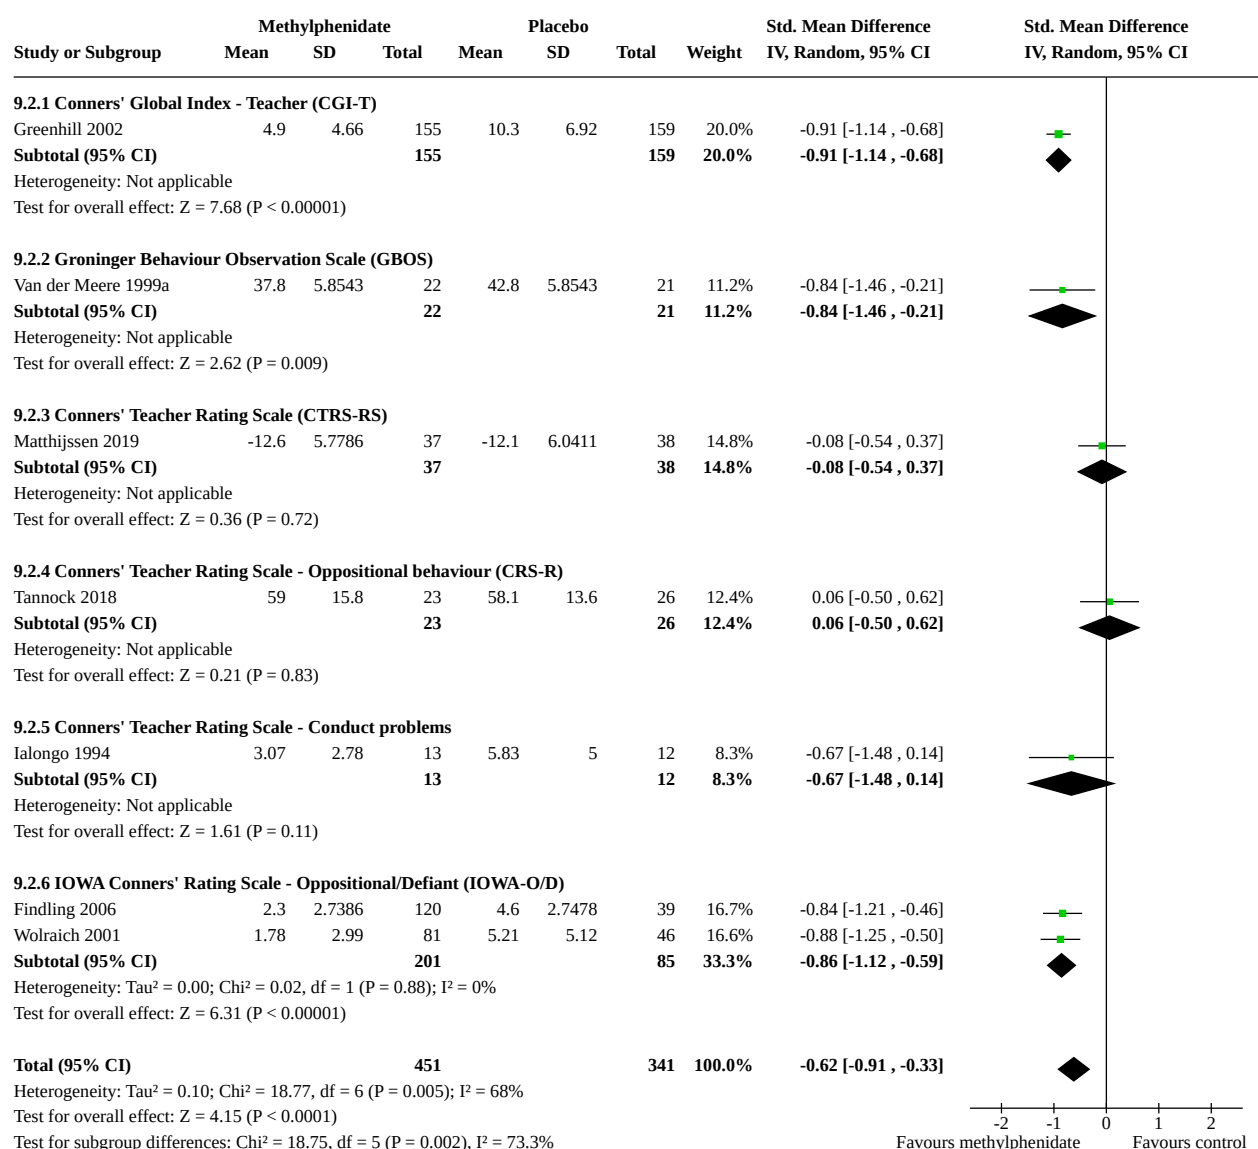 Methylphenidate Placebo Std. Mean Difference Std. Mean Difference
Study or Subgroup Mean SD Total Mean SD Total Weight IV, Random, 95% CI IV, Random, 95% CI
9.2.1 Conners' Global Index - Teacher (CGI-T)
Greenhill 2002 4.9 4.66 155 10.3 6.92 159 20.0% -0.91 [-1.14 , -0.68]
Subtotal (95% CI) 155 159 20.0% -0.91 [-1.14 , -0.68]
Heterogeneity: Not applicable
Test for overall effect: Z = 7.68 (P < 0.00001)
9.2.2 Groninger Behaviour Observation Scale (GBOS)
Van der Meere 1999a 37.8 5.8543 22 42.8 5.8543 21 11.2% -0.84 [-1.46 , -0.21]
Subtotal (95% CI) 22 21 11.2% -0.84 [-1.46 , -0.21]
Heterogeneity: Not applicable
Test for overall effect: Z = 2.62 (P = 0.009)
9.2.3 Conners' Teacher Rating Scale (CTRS-RS)
Matthijssen 2019 -12.6 5.7786 37 -12.1 6.0411 38 14.8% -0.08 [-0.54 , 0.37]
Subtotal (95% CI) 37 38 14.8% -0.08 [-0.54 , 0.37]
Heterogeneity: Not applicable
Test for overall effect: Z = 0.36 (P = 0.72)
9.2.4 Conners' Teacher Rating Scale - Oppositional behaviour (CRS-R)
Tannock 2018 59 15.8 23 58.1 13.6 26 12.4% 0.06 [-0.50 , 0.62]
Subtotal (95% CI) 23 26 12.4% 0.06 [-0.50 , 0.62]
Heterogeneity: Not applicable
Test for overall effect: Z = 0.21 (P = 0.83)
9.2.5 Conners' Teacher Rating Scale - Conduct problems
Ialongo 1994 3.07 2.78 13 5.83 5 12 8.3% -0.67 [-1.48 , 0.14]
Subtotal (95% CI) 13 12 8.3% -0.67 [-1.48 , 0.14]
Heterogeneity: Not applicable
Test for overall effect: Z = 1.61 (P = 0.11)
9.2.6 IOWA Conners' Rating Scale - Oppositional/Defiant (IOWA-O/D)
Findling 2006 2.3 2.7386 120 4.6 2.7478 39 16.7% -0.84 [-1.21 , -0.46]
Wolraich 2001 1.78 2.99 81 5.21 5.12 46 16.6% -0.88 [-1.25 , -0.50]
Subtotal (95% CI) 201 85 33.3% -0.86 [-1.12 , -0.59]
Heterogeneity: Tau² = 0.00; Chi² = 0.02, df = 1 (P = 0.88); I² = 0%
Test for overall effect: Z = 6.31 (P < 0.00001)
Total (95% CI) 451 341 100.0% -0.62 [-0.91 , -0.33]
Heterogeneity: Tau² = 0.10; Chi² = 18.77, df = 6 (P = 0.005); I² = 68%
Test for overall effect: Z = 4.15 (P < 0.0001)
-2 -1 0 1 2
Test for subgroup differences: Chi² = 18.75, df = 5 (P = 0.002), I² = 73.3%
Favours methylphenidate Favours control